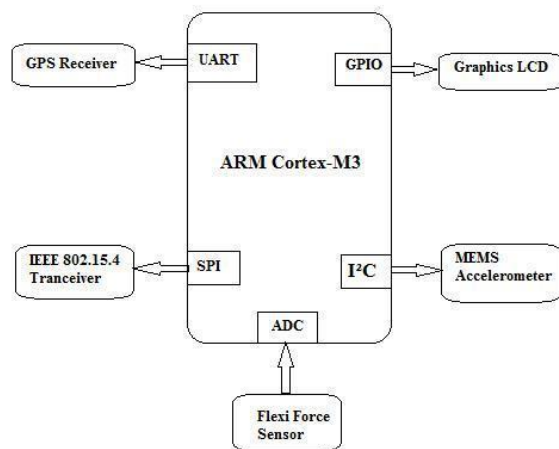 UART
GPIO
GPS Receiver
Graphics LCD
ARM Cortex-M3
IEEE 802.15.4
Tranceiver
SPI
I²C
MEMS
Accelerometer
ADC
Flexi Force
Sensor